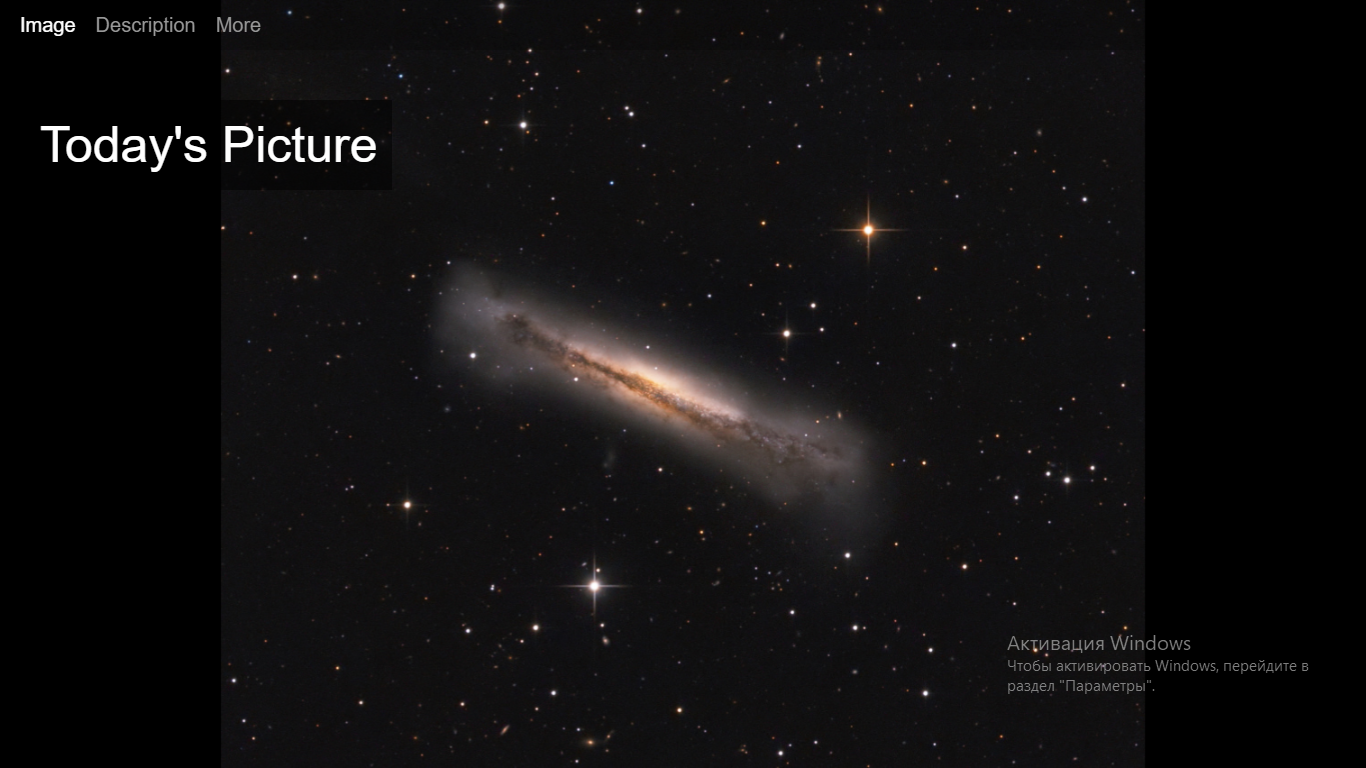 Image Description More
Today's Picture
Активация Windows
Чтобы активировать Windows, перейдите в
раздел "Параметры".